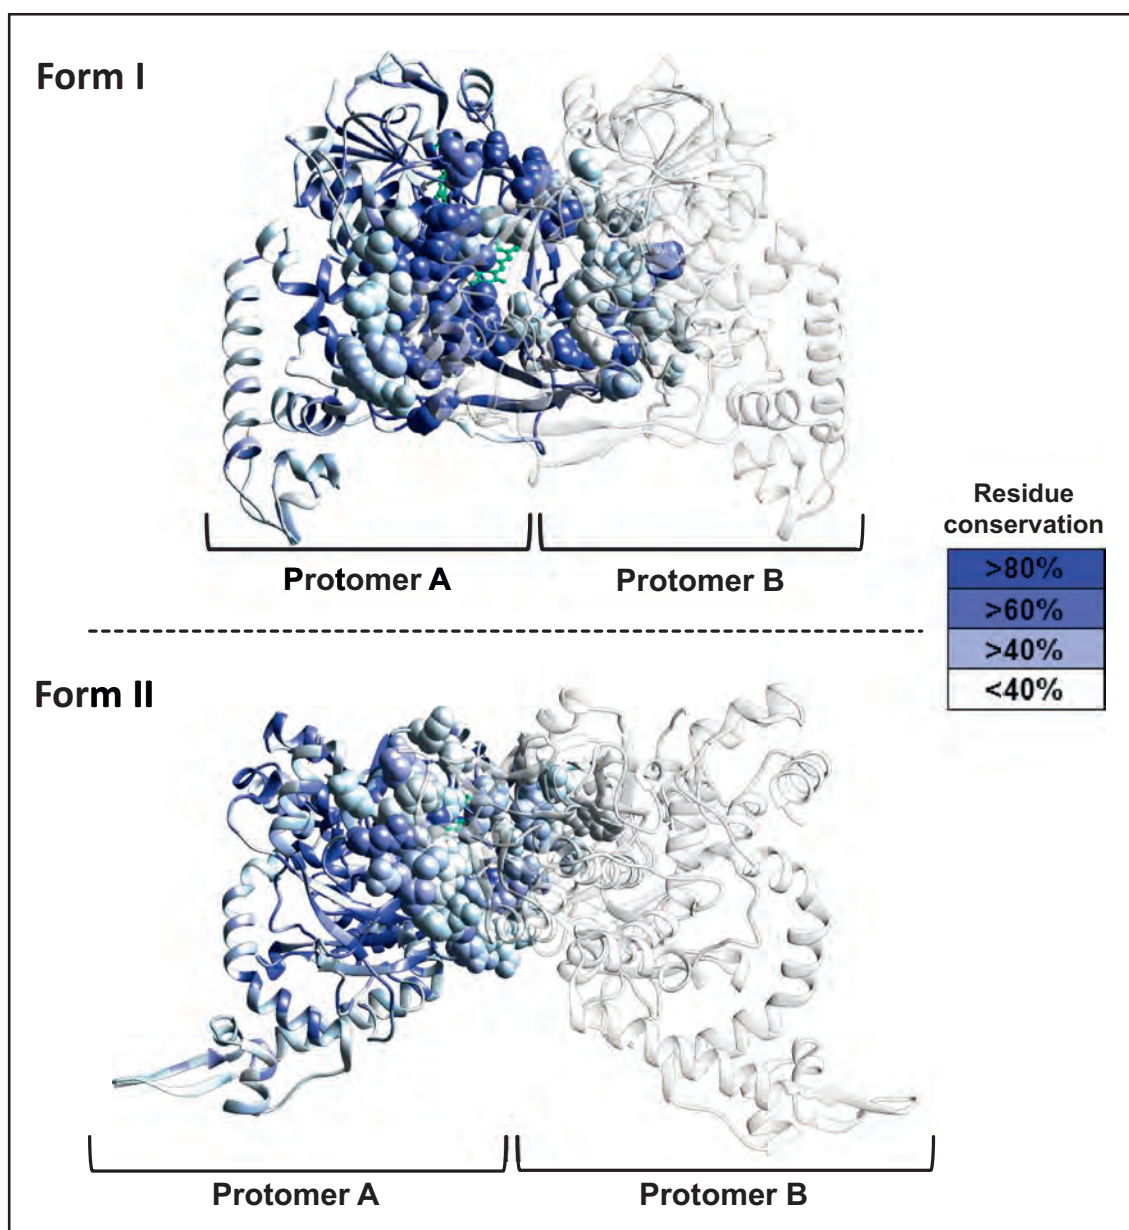 Form I
Protomer A
Protomer B
Residue
conservation
>80%
>60%
>40%
<40%
Form II
Protomer A
Protomer B